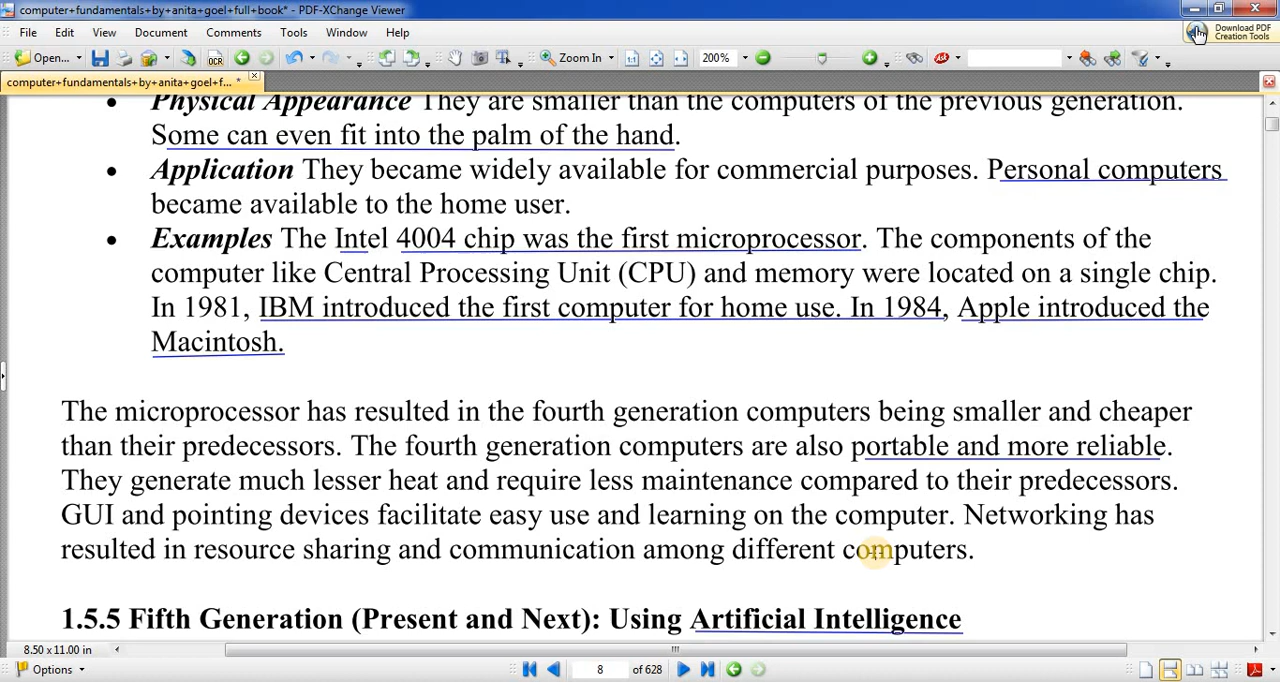 computer+fundamentals+by+anita+goel+full+book* - PDF-XChange Viewer
File Edit View Document Comments Tools Window Help
Download PDF
Creation Tools
Open... OCR Zoom In 200%
computer+fundamentals+by+anita+goel+f... *
• Physical Appearance They are smaller than the computers of the previous generation.
Some can even fit into the palm of the hand.
• Application They became widely available for commercial purposes. Personal computers
became available to the home user.
• Examples The Intel 4004 chip was the first microprocessor. The components of the
computer like Central Processing Unit (CPU) and memory were located on a single chip.
In 1981, IBM introduced the first computer for home use. In 1984, Apple introduced the
Macintosh.
The microprocessor has resulted in the fourth generation computers being smaller and cheaper
than their predecessors. The fourth generation computers are also portable and more reliable.
They generate much lesser heat and require less maintenance compared to their predecessors.
GUI and pointing devices facilitate easy use and learning on the computer. Networking has
resulted in resource sharing and communication among different computers.
1.5.5 Fifth Generation (Present and Next): Using Artificial Intelligence
8.50 x 11.00 in
Options 8 of 628